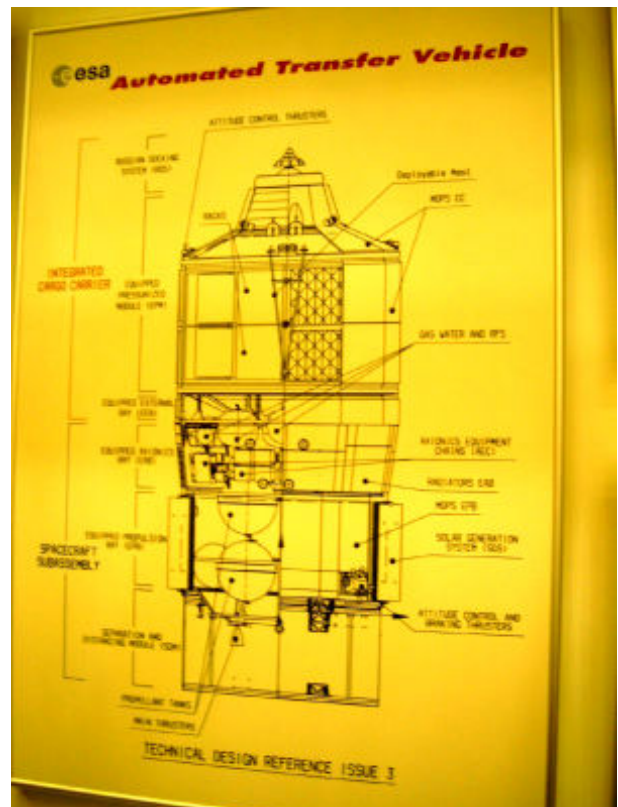 esa Automated Transfer Vehicle
ATTITUDE CONTROL THRUSTERS
RUSSIAN DOCKING
SYSTEM (RDS)
Deployable Mast
MDPS CC
RACKS
INTEGRATED
CARGO CARRIER
EQUIPPED
PRESSURIZED
MODULE (EPM)
GAS WATER AND RFS
EQUIPPED EXTERNAL
BAY (EEB)
EQUIPPED AVIONICS
BAY (EAB)
AVIONICS EQUIPMENT
CHAINS (AEC)
RADIATORS EAB
MDPS EPB
EQUIPPED PROPULSION
BAY (EPB)
SOLAR GENERATION
SYSTEM (SGS)
SPACECRAFT
SUBASSEMBLY
ATTITUDE CONTROL AND
BRAKING THRUSTERS
SEPARATION AND
DISTANCING MODULE (SDM)
PROPELLANT TANKS
MAIN THRUSTERS
TECHNICAL DESIGN REFERENCE ISSUE 3